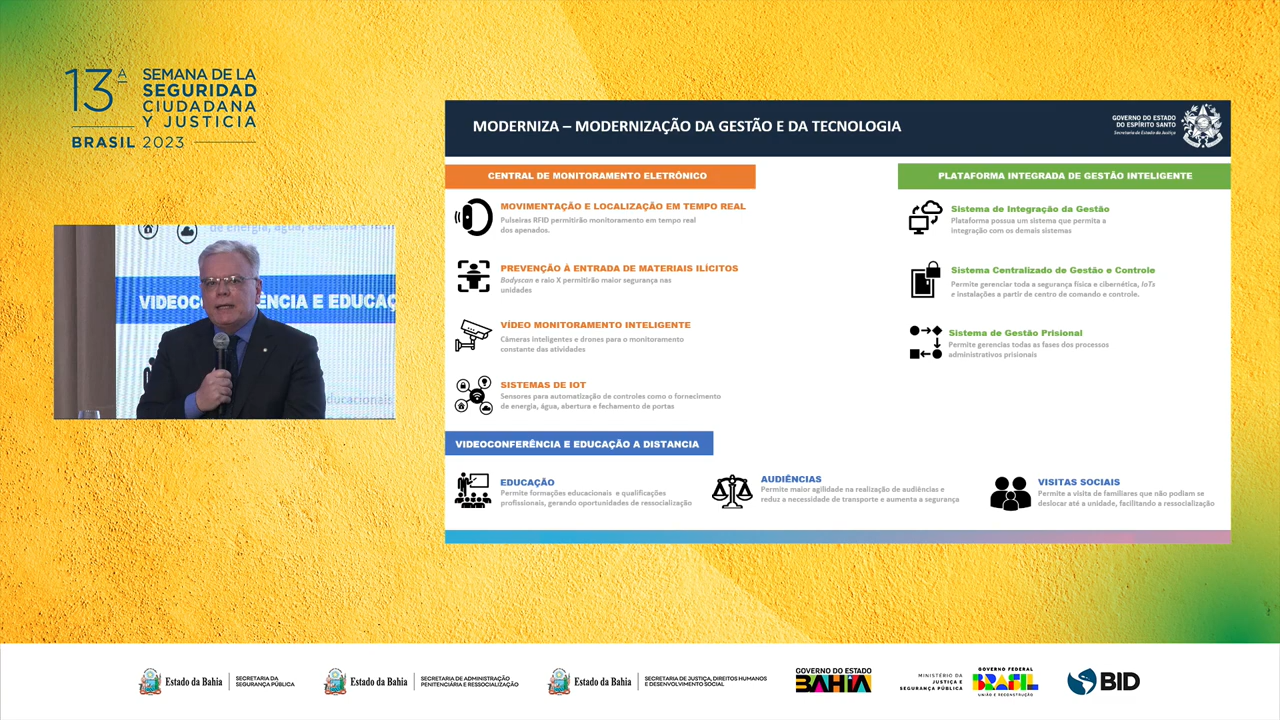 13ª
SEMANA DE LA
SEGURIDAD
CIUDADANA
Y JUSTICIA
BRASIL 2023
de energia, água,
VIDEOCO
ÊNCIA E EDUCAÇ
ducacionais
MODERNIZA – MODERNIZAÇÃO DA GESTÃO E DA TECNOLOGIA
GOVERNO DO ESTADO
DO ESPÍRITO SANTO
Secretaria de Estado da Justiça
CENTRAL DE MONITORAMENTO ELETRÔNICO
MOVIMENTAÇÃO E LOCALIZAÇÃO EM TEMPO REAL
Pulseiras RFID permitirão monitoramento em tempo real
dos apenados.
PREVENÇÃO À ENTRADA DE MATERIAIS ILÍCITOS
Bodyscan e raio X permitirão maior segurança nas
unidades
VÍDEO MONITORAMENTO INTELIGENTE
Câmeras inteligentes e drones para o monitoramento
constante das atividades
SISTEMAS DE IOT
Sensores para automatização de controles como o fornecimento
de energia, água, abertura e fechamento de portas
PLATAFORMA INTEGRADA DE GESTÃO INTELIGENTE
Sistema de Integração da Gestão
Plataforma possua um sistema que permita a
integração com os demais sistemas
Sistema Centralizado de Gestão e Controle
Permite gerenciar toda a segurança física e cibernética, IoTs
e instalações a partir de centro de comando e controle.
Sistema de Gestão Prisional
Permite gerencias todas as fases dos processos
administrativos prisionais
VIDEOCONFERÊNCIA E EDUCAÇÃO A DISTANCIA
EDUCAÇÃO
Permite formações educacionais e qualificações
profissionais, gerando oportunidades de ressocialização
AUDIÊNCIAS
Permite maior agilidade na realização de audiências e
reduz a necessidade de transporte e aumenta a segurança
VISITAS SOCIAIS
Permite a visita de familiares que não podiam se
deslocar até a unidade, facilitando a ressocialização
Estado da Bahia
SECRETARIA DA
SEGURANÇA PÚBLICA
Estado da Bahia
SECRETARIA DE ADMINISTRAÇÃO
PENITENCIÁRIA E RESSOCIALIZAÇÃO
Estado da Bahia
SECRETARIA DE JUSTIÇA, DIREITOS HUMANOS
E DESENVOLVIMENTO SOCIAL
GOVERNO DO ESTADO
BAHIA
MINISTÉRIO DA
JUSTIÇA E
SEGURANÇA PÚBLICA
GOVERNO FEDERAL
BRASIL
UNIÃO E RECONSTRUÇÃO
BID